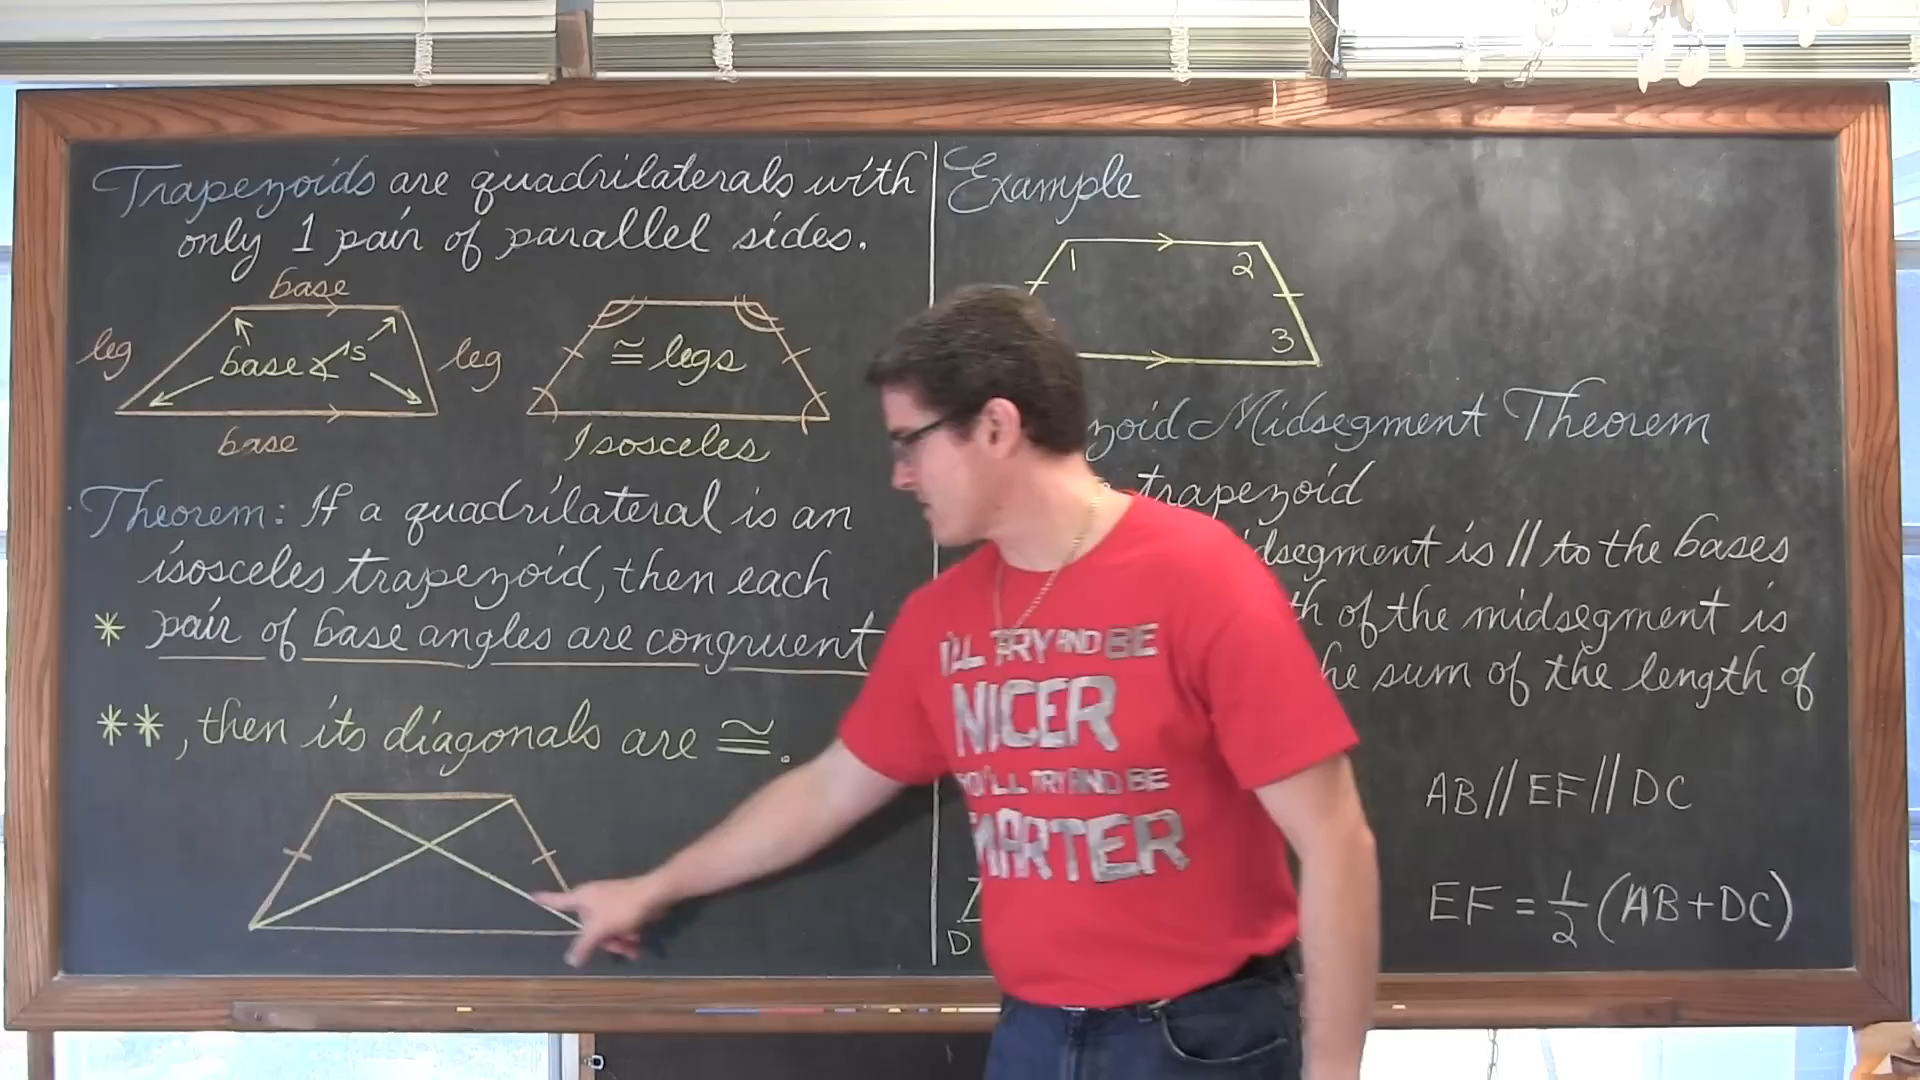 Trapezoids are quadrilaterals with
only 1 pair of parallel sides.
base
leg
base ∡'s
leg
base
≅ legs
Isosceles
Theorem: If a quadrilateral is an
isosceles trapezoid, then each
* pair of base angles are congruent
**, then its diagonals are ≅.
Example
1
2
3
Midsegment Theorem
trapezoid
is // to the bases
of the midsegment is
sum of the length of
AB//EF//DC
D
EF = 1/2 (AB+DC)
I'LL TRY AND BE
NICER
TRY AND BE